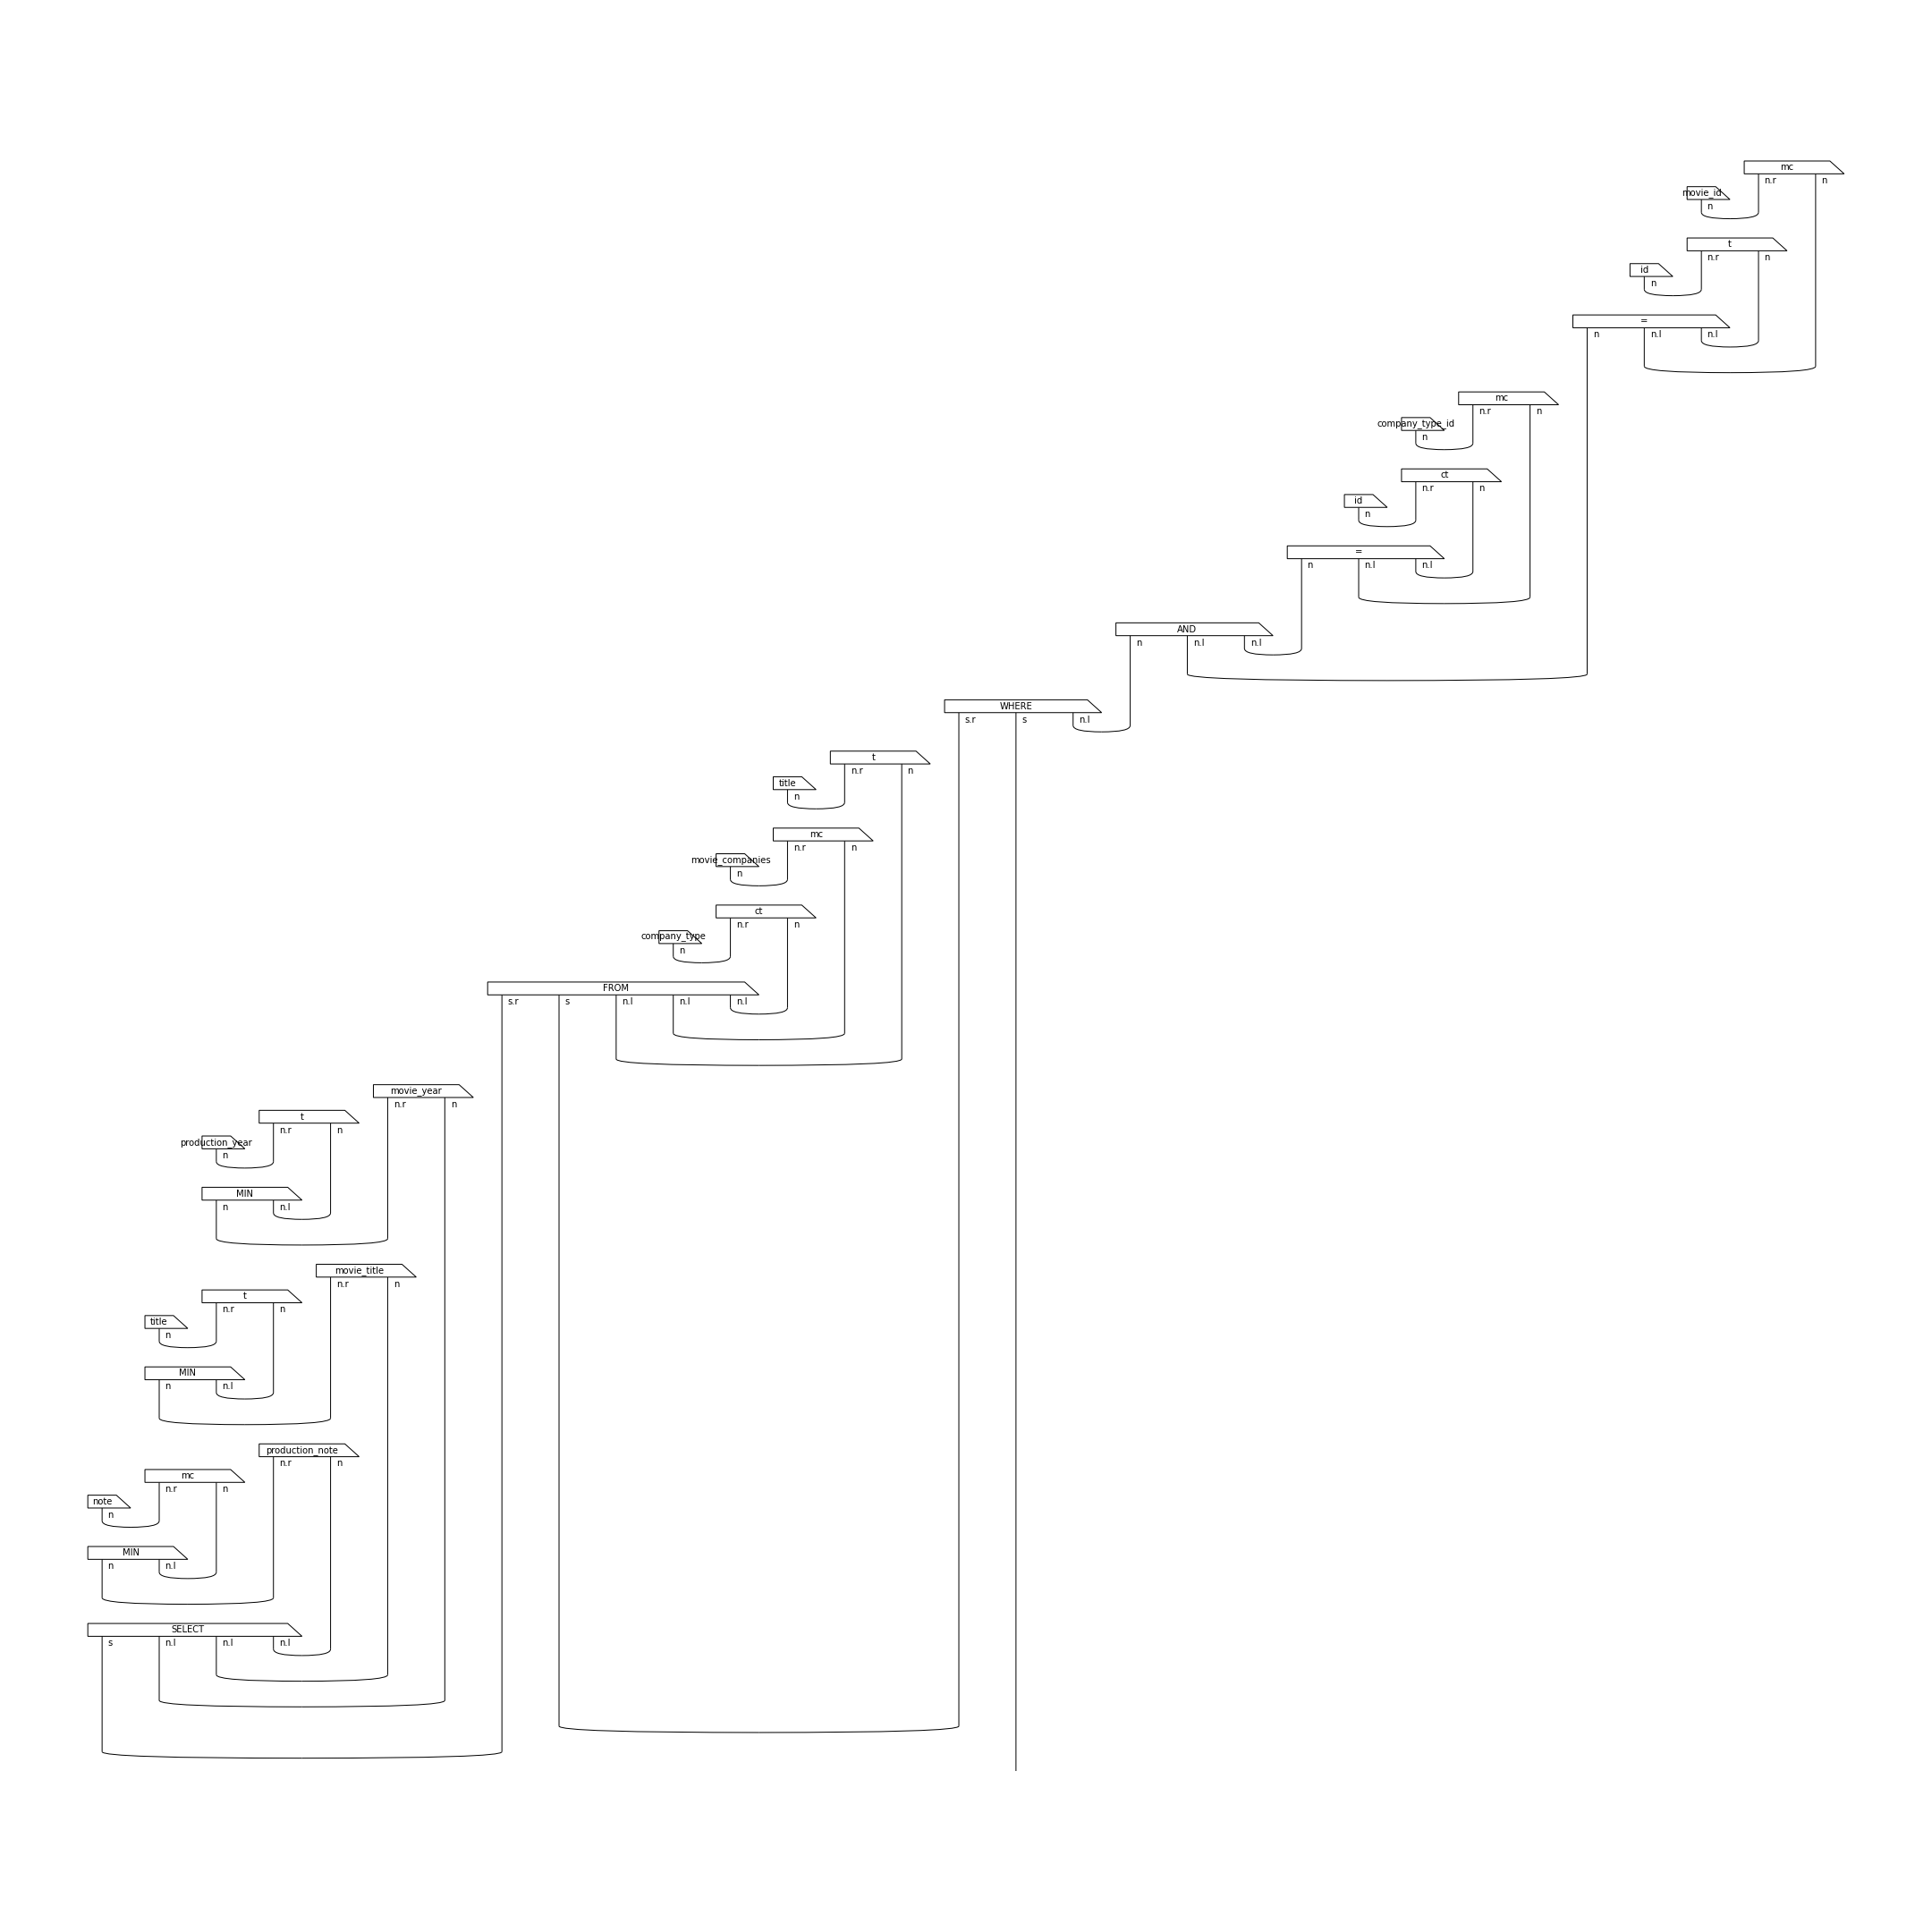 mc
n.r n
movie_id
n
t
n.r n
id
n
=
n n.l n.l
mc
n.r n
company_type_id
n
ct
n.r n
id
n
=
n n.l n.l
AND
n n.l n.l
WHERE
s.r s n.l
t
n.r n
title
n
mc
n.r n
movie_companies
n
ct
n.r n
company_type
n
FROM
s.r s n.l n.l n.l
movie_year
n.r n
t
n.r n
production_year
n
MIN
n n.l
movie_title
n.r n
t
n.r n
title
n
MIN
n n.l
production_note
n.r n
mc
n.r n
note
n
MIN
n n.l
SELECT
s n.l n.l n.l